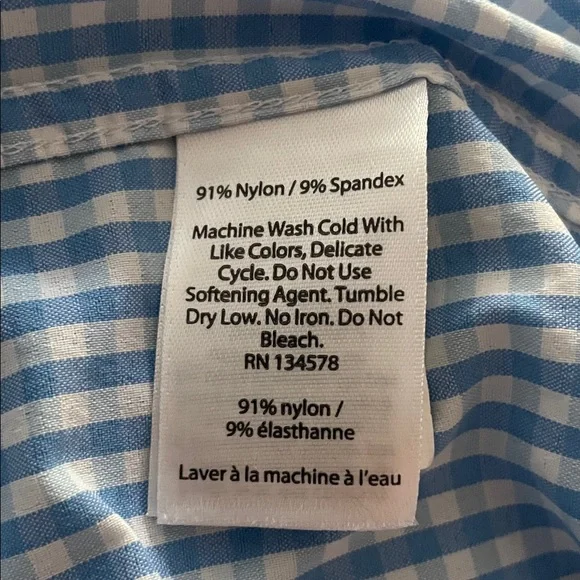 91% Nylon / 9% Spandex
Machine Wash Cold With
Like Colors, Delicate
Cycle. Do Not Use
Softening Agent. Tumble
Dry Low. No Iron. Do Not
Bleach.
RN 134578
91% nylon /
9% élasthanne
Laver à la machine à l'eau